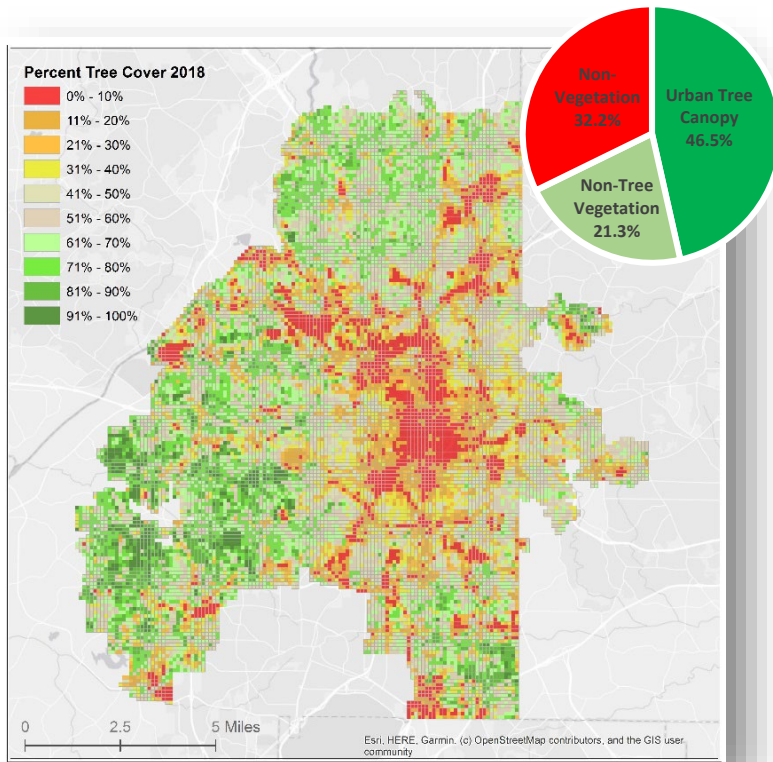 Percent Tree Cover 2018
0% - 10%
11% - 20%
21% - 30%
31% - 40%
41% - 50%
51% - 60%
61% - 70%
71% - 80%
81% - 90%
91% - 100%
Non-
Vegetation
32.2%
Urban Tree
Canopy
46.5%
Non-Tree
Vegetation
21.3%
0 2.5 5 Miles
Esri, HERE, Garmin, (c) OpenStreetMap contributors, and the GIS user
community